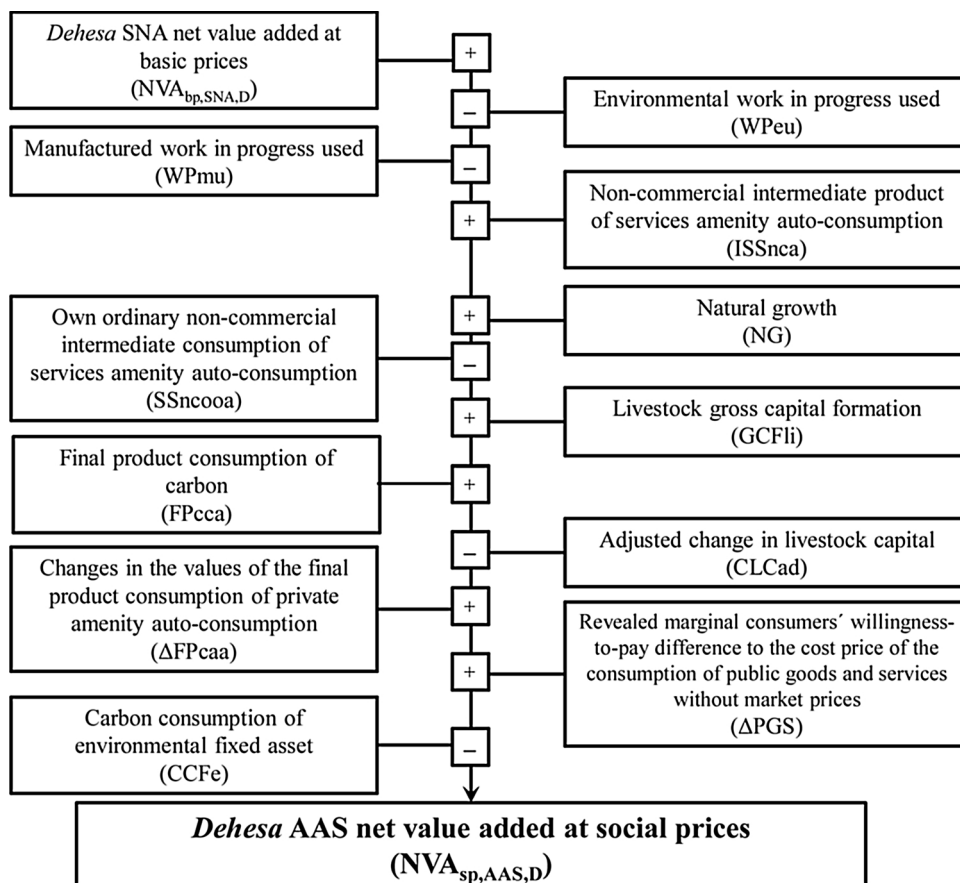 Dehesa SNA net value added at
basic prices
(NVAbp,SNA,D)
+
–
Environmental work in progress used
(WPeu)
Manufactured work in progress used
(WPmu)
–
+
Non-commercial intermediate product
of services amenity auto-consumption
(ISSnca)
+
Natural growth
(NG)
Own ordinary non-commercial
intermediate consumption of
services amenity auto-consumption
(SSncooa)
–
+
Livestock gross capital formation
(GCFli)
Final product consumption of
carbon
(FPcca)
+
–
Adjusted change in livestock capital
(CLCad)
Changes in the values of the final
product consumption of private
amenity auto-consumption
(ΔFPcaa)
+
+
Revealed marginal consumers´ willingness-
to-pay difference to the cost price of the
consumption of public goods and services
without market prices
(ΔPGS)
Carbon consumption of
environmental fixed asset
(CCFe)
–
Dehesa AAS net value added at social prices
(NVAsp,AAS,D)